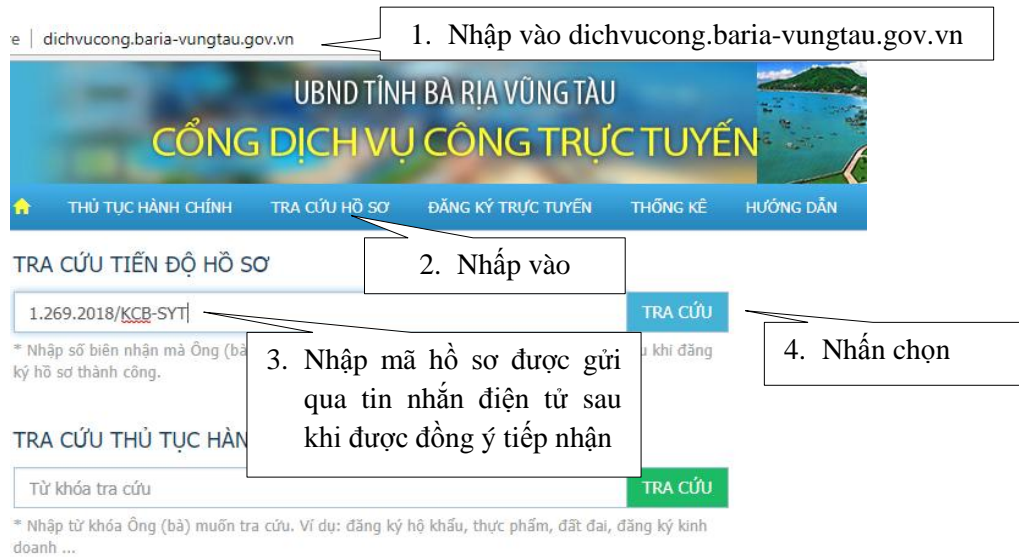 re | dichvucong.baria-vungtau.gov.vn
1. Nhập vào dichvucong.baria-vungtau.gov.vn
UBND TỈNH BÀ RỊA VŨNG TÀU
CỔNG DỊCH VỤ CÔNG TRỰC TUYẾN
THỦ TỤC HÀNH CHÍNH TRA CỨU HỒ SƠ ĐĂNG KÝ TRỰC TUYẾN THỐNG KÊ HƯỚNG DẪN
2. Nhấp vào
TRA CỨU TIẾN ĐỘ HỒ SƠ
1.269.2018/KCB-SYT TRA CỨU
4. Nhấn chọn
* Nhập số biên nhận mà Ông (bà) khi đăng
ký hồ sơ thành công.
3. Nhập mã hồ sơ được gửi
qua tin nhắn điện tử sau
khi được đồng ý tiếp nhận
TRA CỨU THỦ TỤC HÀN
Từ khóa tra cứu TRA CỨU
* Nhập từ khóa Ông (bà) muốn tra cứu. Ví dụ: đăng ký hộ khẩu, thực phẩm, đất đai, đăng ký kinh
doanh ...